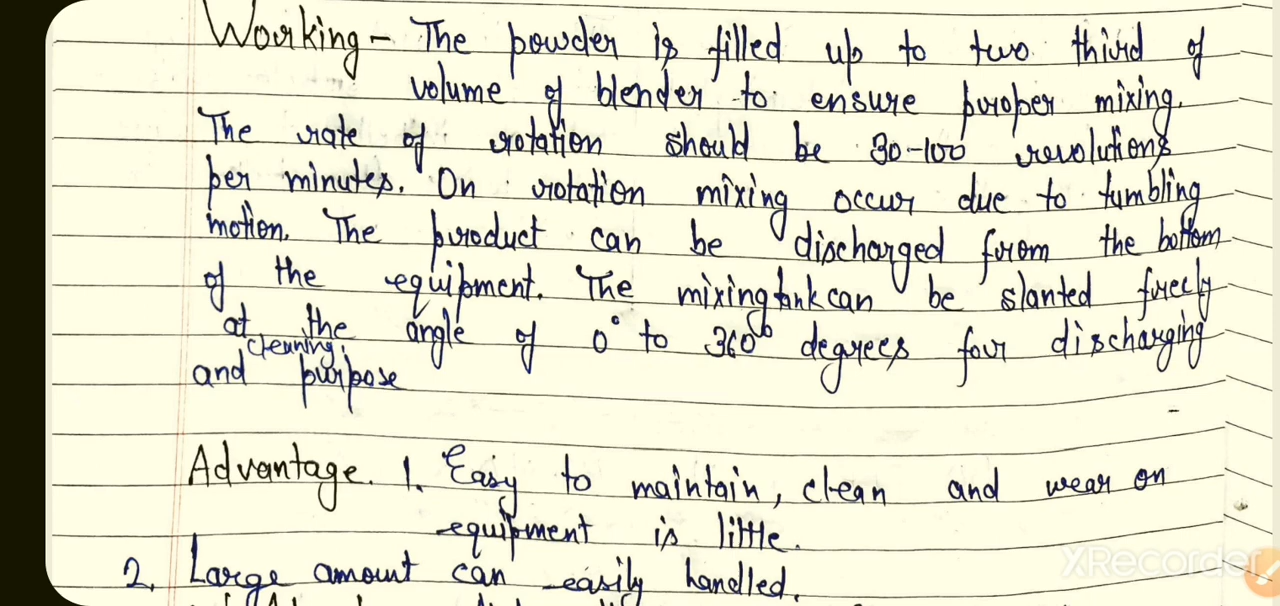 Working - The powder is filled up to two third of
volume of blender to ensure proper mixing.
The rate of rotation should be 30-100 revolutions
per minutes. On rotation mixing occur due to tumbling
motion. The product can be discharged from the bottom
of the equipment. The mixing tank can be slanted freely
at the angle of 0° to 360° degrees for discharging
and cleaning purpose
Advantage. 1. Easy to maintain, clean and wear on
equipment is little.
2. Large amount can easily handled.
XRecorder